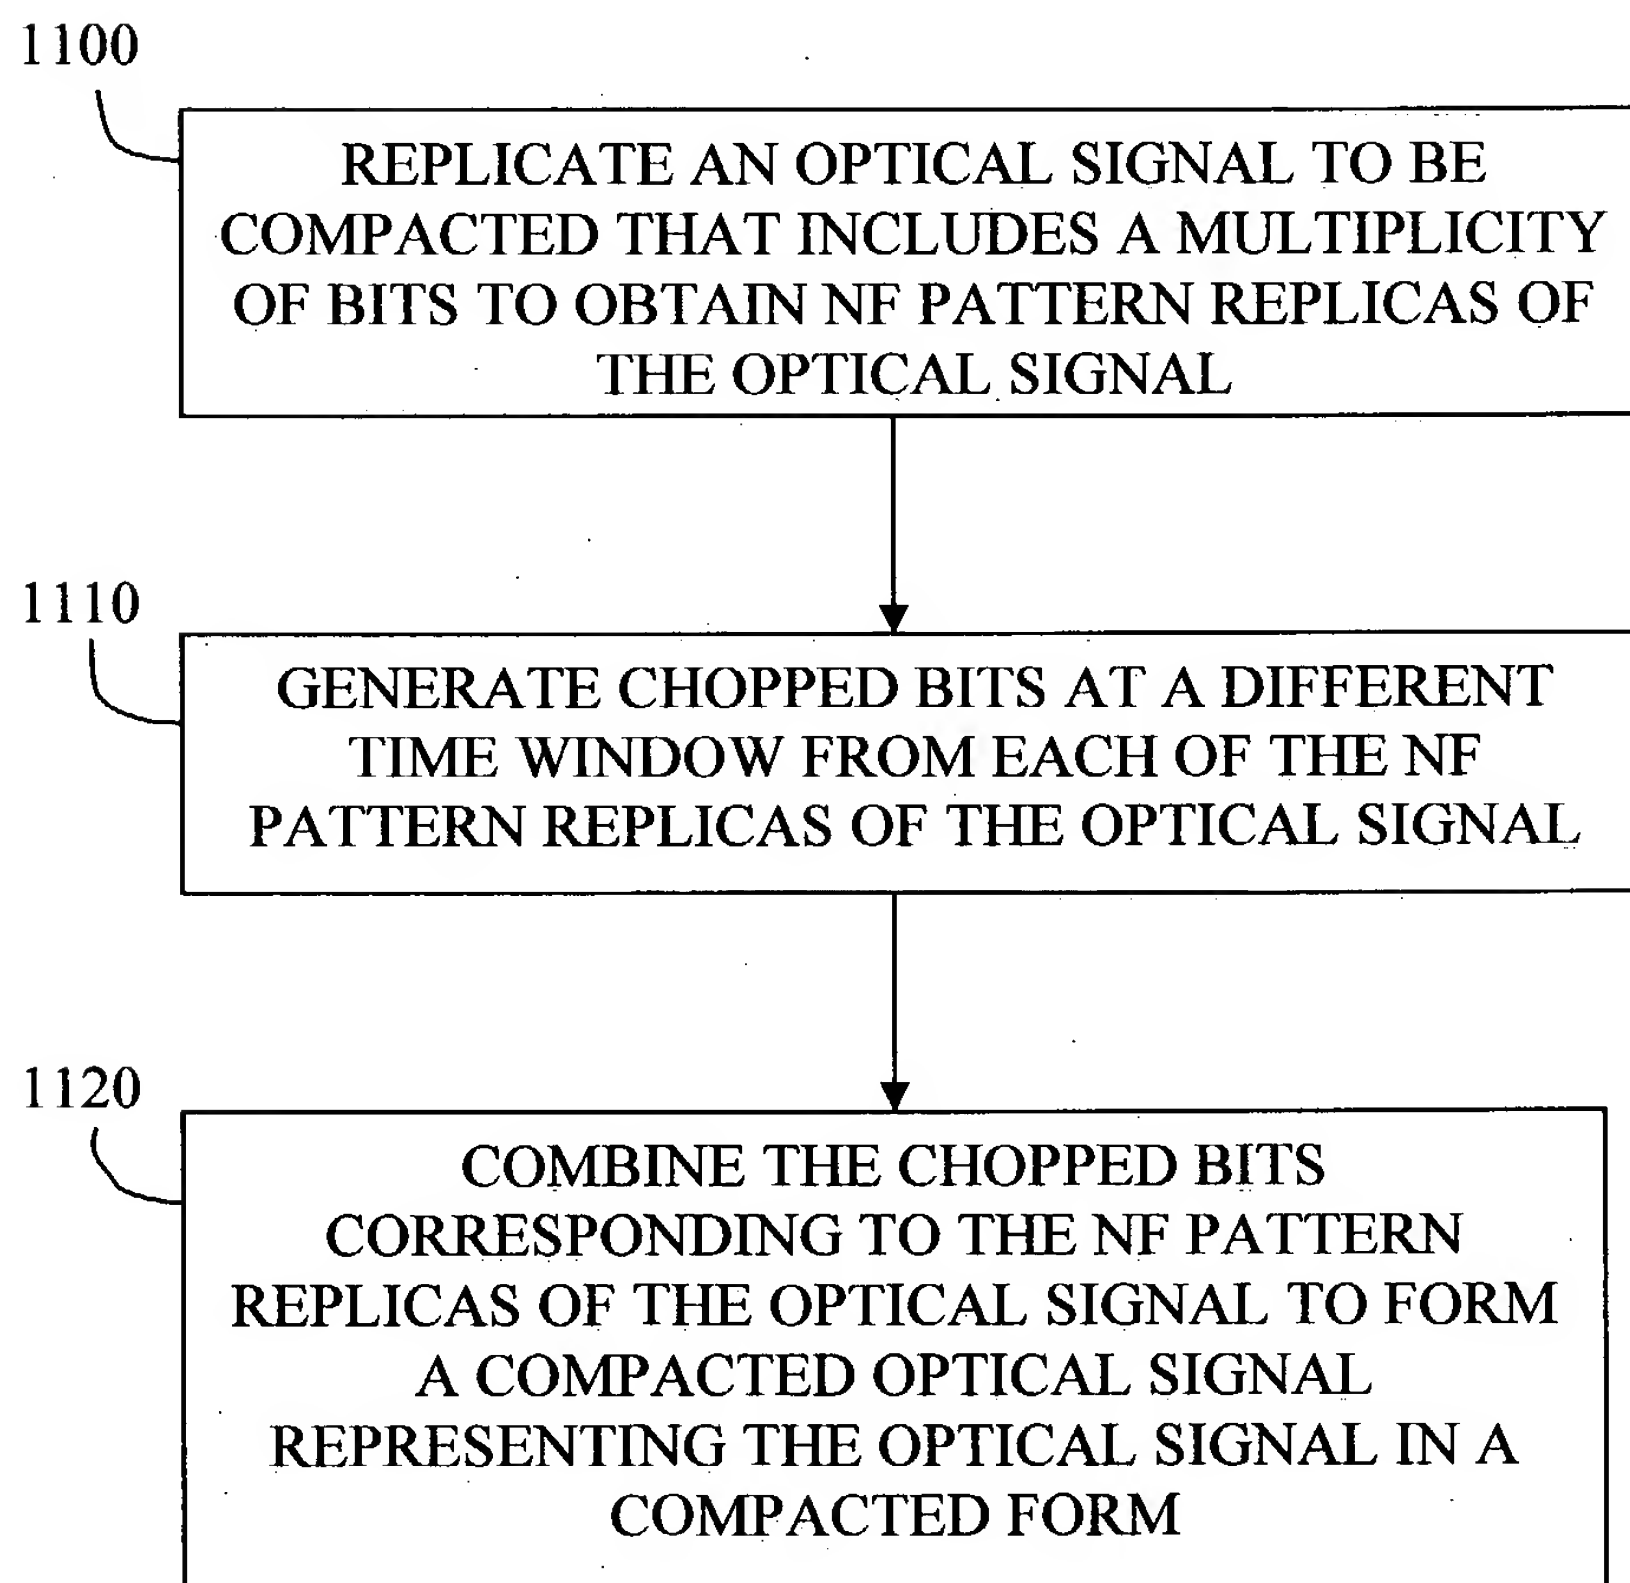 1100
REPLICATE AN OPTICAL SIGNAL TO BE
COMPACTED THAT INCLUDES A MULTIPLICITY
OF BITS TO OBTAIN NF PATTERN REPLICAS OF
THE OPTICAL SIGNAL
1110
GENERATE CHOPPED BITS AT A DIFFERENT
TIME WINDOW FROM EACH OF THE NF
PATTERN REPLICAS OF THE OPTICAL SIGNAL
1120
COMBINE THE CHOPPED BITS
CORRESPONDING TO THE NF PATTERN
REPLICAS OF THE OPTICAL SIGNAL TO FORM
A COMPACTED OPTICAL SIGNAL
REPRESENTING THE OPTICAL SIGNAL IN A
COMPACTED FORM